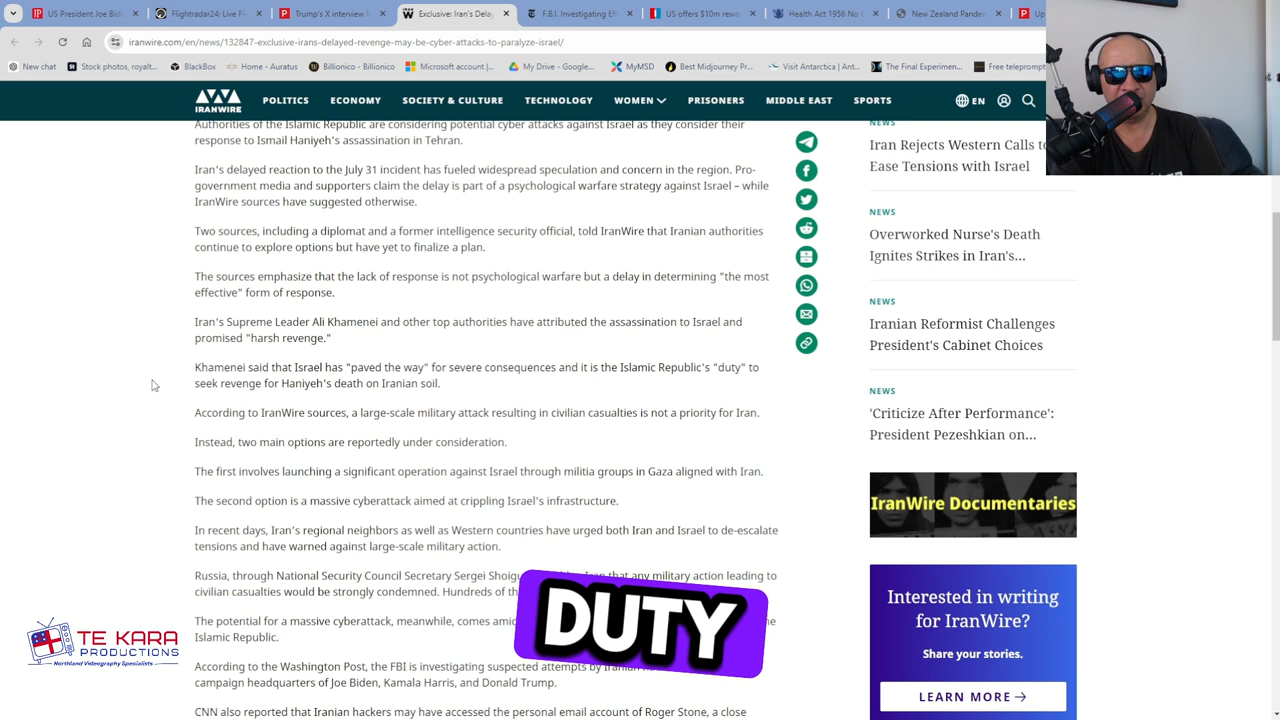 US President Joe Bid
Flightradar24: Live Fl
Trump's X interview i
Exclusive: Iran's Delay
F.B.I. Investigating Eff
US offers $10m rewa
Health Act 1956 No 6
New Zealand Pandem
Up
iranwire.com/en/news/132847-exclusive-irans-delayed-revenge-may-be-cyber-attacks-to-paralyze-israel/
New chat
Stock photos, royalt...
BlackBox
Home - Auratus
Billionico - Billionico
Microsoft account |...
My Drive - Google...
MyMSD
Best Midjourney Pr...
Visit Antarctica | Ant...
The Final Experimen...
Free teleprompt
IRANWIRE
POLITICS
ECONOMY
SOCIETY & CULTURE
TECHNOLOGY
WOMEN
PRISONERS
MIDDLE EAST
SPORTS
EN
Authorities of the Islamic Republic are considering potential cyber attacks against Israel as they consider their
response to Ismail Haniyeh's assassination in Tehran.
Iran's delayed reaction to the July 31 incident has fueled widespread speculation and concern in the region. Pro-
government media and supporters claim the delay is part of a psychological warfare strategy against Israel – while
IranWire sources have suggested otherwise.
Two sources, including a diplomat and a former intelligence security official, told IranWire that Iranian authorities
continue to explore options but have yet to finalize a plan.
The sources emphasize that the lack of response is not psychological warfare but a delay in determining "the most
effective" form of response.
Iran's Supreme Leader Ali Khamenei and other top authorities have attributed the assassination to Israel and
promised "harsh revenge."
Khamenei said that Israel has "paved the way" for severe consequences and it is the Islamic Republic's "duty" to
seek revenge for Haniyeh's death on Iranian soil.
According to IranWire sources, a large-scale military attack resulting in civilian casualties is not a priority for Iran.
Instead, two main options are reportedly under consideration.
The first involves launching a significant operation against Israel through militia groups in Gaza aligned with Iran.
The second option is a massive cyberattack aimed at crippling Israel's infrastructure.
In recent days, Iran's regional neighbors as well as Western countries have urged both Iran and Israel to de-escalate
tensions and have warned against large-scale military action.
Russia, through National Security Council Secretary Sergei Shoigu that any military action leading to
civilian casualties would be strongly condemned. Hundreds of th
The potential for a massive cyberattack, meanwhile, comes amid the
Islamic Republic.
According to the Washington Post, the FBI is investigating suspected attempts by Iranian
campaign headquarters of Joe Biden, Kamala Harris, and Donald Trump.
CNN also reported that Iranian hackers may have accessed the personal email account of Roger Stone, a close
NEWS
Iran Rejects Western Calls to
Ease Tensions with Israel
NEWS
Overworked Nurse's Death
Ignites Strikes in Iran's...
NEWS
Iranian Reformist Challenges
President's Cabinet Choices
NEWS
'Criticize After Performance':
President Pezeshkian on...
IranWire Documentaries
Interested in writing
for IranWire?
Share your stories.
LEARN MORE →
DUTY
TE KARA
PRODUCTIONS
Northland Videography Specialists